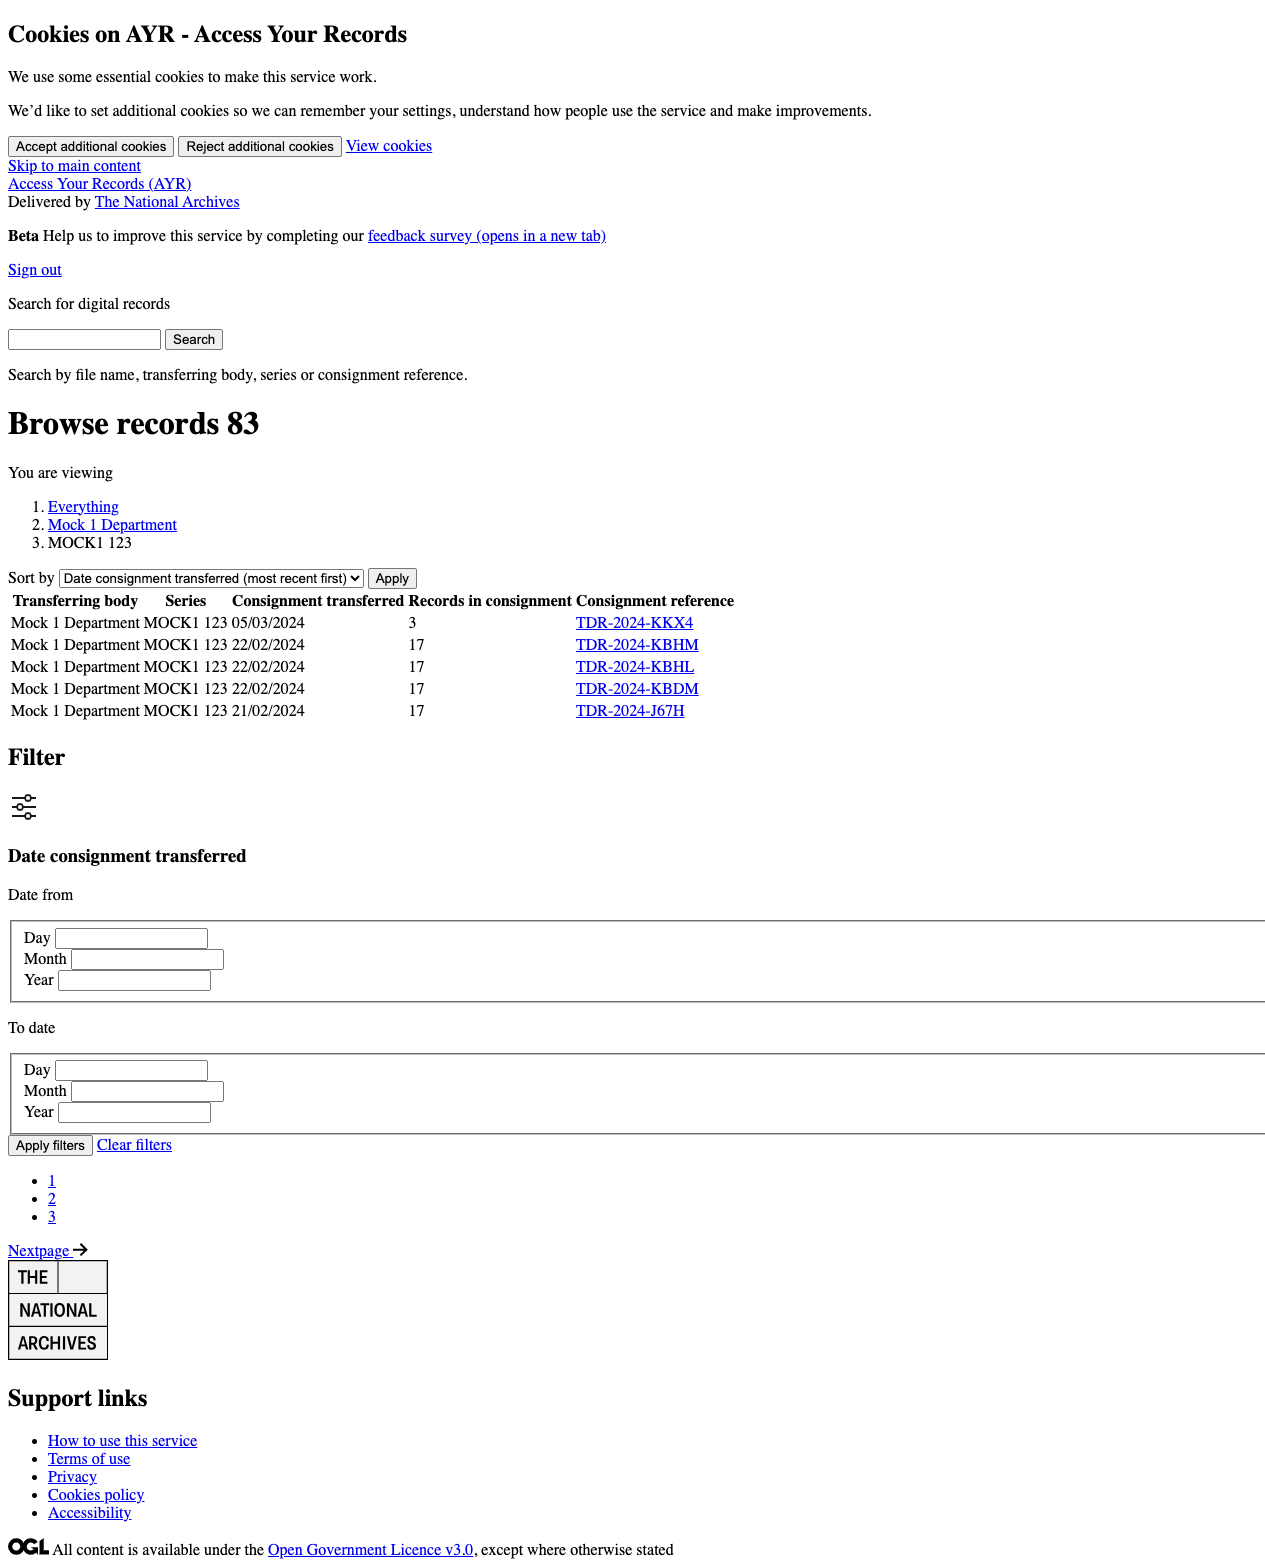 Cookies on AYR - Access Your Records
We use some essential cookies to make this service work.
We’d like to set additional cookies so we can remember your settings, understand how people use the service and make improvements.
Accept additional cookies Reject additional cookies View cookies
Skip to main content
Access Your Records (AYR)
Delivered by The National Archives
Beta Help us to improve this service by completing our feedback survey (opens in a new tab)
Sign out
Search for digital records
Search
Search by file name, transferring body, series or consignment reference.
Browse records 83
You are viewing
1. Everything
2. Mock 1 Department
3. MOCK1 123
Sort by Date consignment transferred (most recent first) Apply
Transferring body Series Consignment transferred Records in consignment Consignment reference
Mock 1 Department MOCK1 123 05/03/2024 3 TDR-2024-KKX4
Mock 1 Department MOCK1 123 22/02/2024 17 TDR-2024-KBHM
Mock 1 Department MOCK1 123 22/02/2024 17 TDR-2024-KBHL
Mock 1 Department MOCK1 123 22/02/2024 17 TDR-2024-KBDM
Mock 1 Department MOCK1 123 21/02/2024 17 TDR-2024-J67H
Filter
Date consignment transferred
Date from
Day
Month
Year
To date
Day
Month
Year
Apply filters Clear filters
1
2
3
Nextpage
THE
NATIONAL
ARCHIVES
Support links
How to use this service
Terms of use
Privacy
Cookies policy
Accessibility
OGL All content is available under the Open Government Licence v3.0, except where otherwise stated